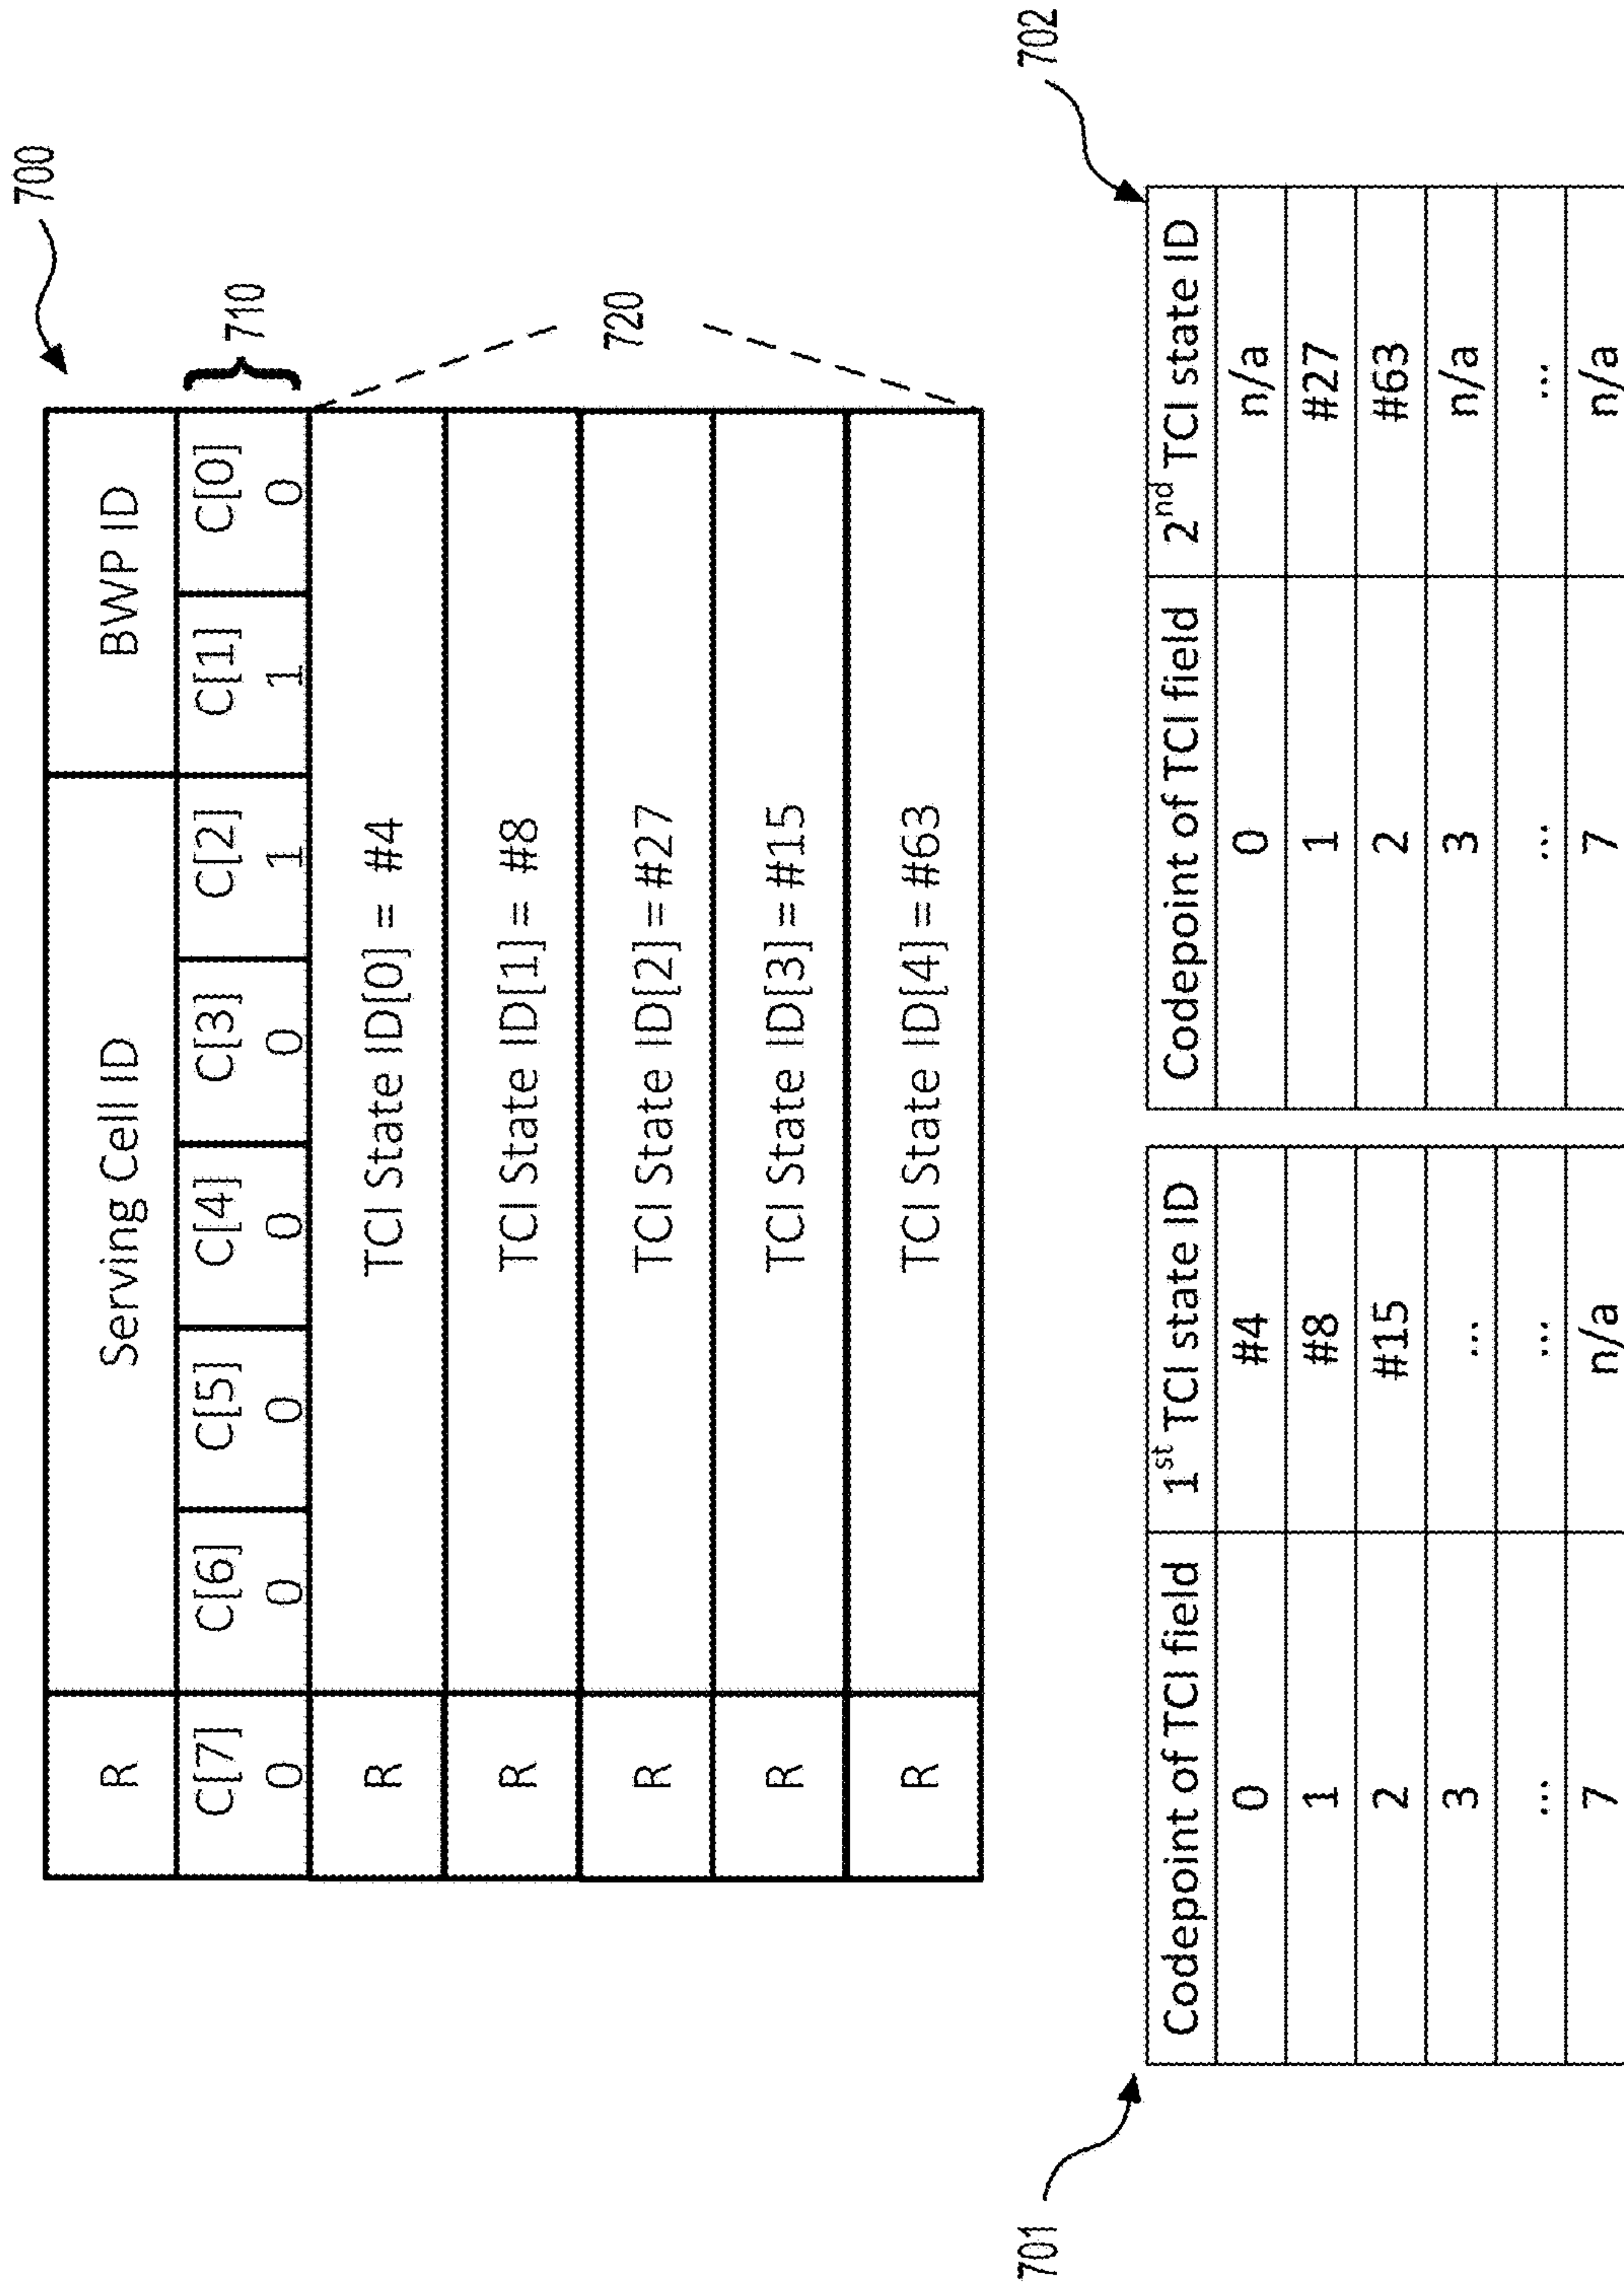 700
R Serving Cell ID BWP ID
C[7] C[6] C[5] C[4] C[3] C[2] C[1] C[0]
0 0 0 0 0 1 1 0
710
R TCI State ID[0] = #4
R TCI State ID[1] = #8
R TCI State ID[2] = #27
R TCI State ID[3] = #15
R TCI State ID[4] = #63
720
701
Codepoint of TCI field 1st TCI state ID
0 #4
1 #8
2 #15
3 ...
... ...
7 n/a
702
Codepoint of TCI field 2nd TCI state ID
0 n/a
1 #27
2 #63
3 n/a
... ...
7 n/a